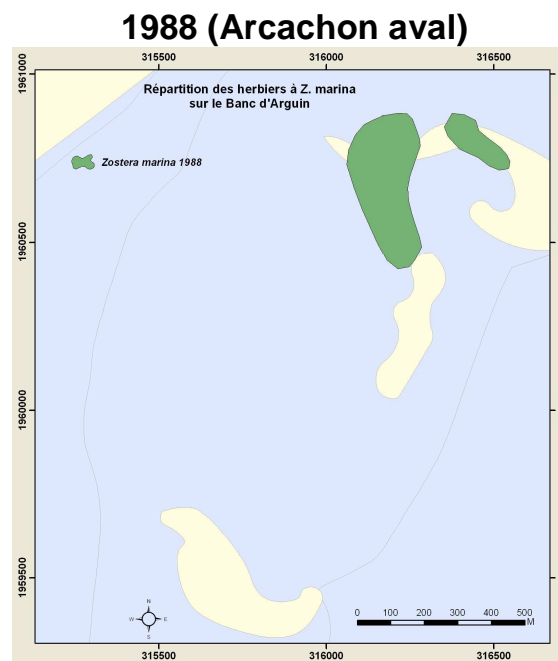 1988 (Arcachon aval)
315500 316000 316500
1961000
Répartition des herbiers à Z. marina
sur le Banc d'Arguin
Zostera marina 1988
1960500
1960000
1959500
N
W E
S
0 100 200 300 400 500
M
315500 316000 316500